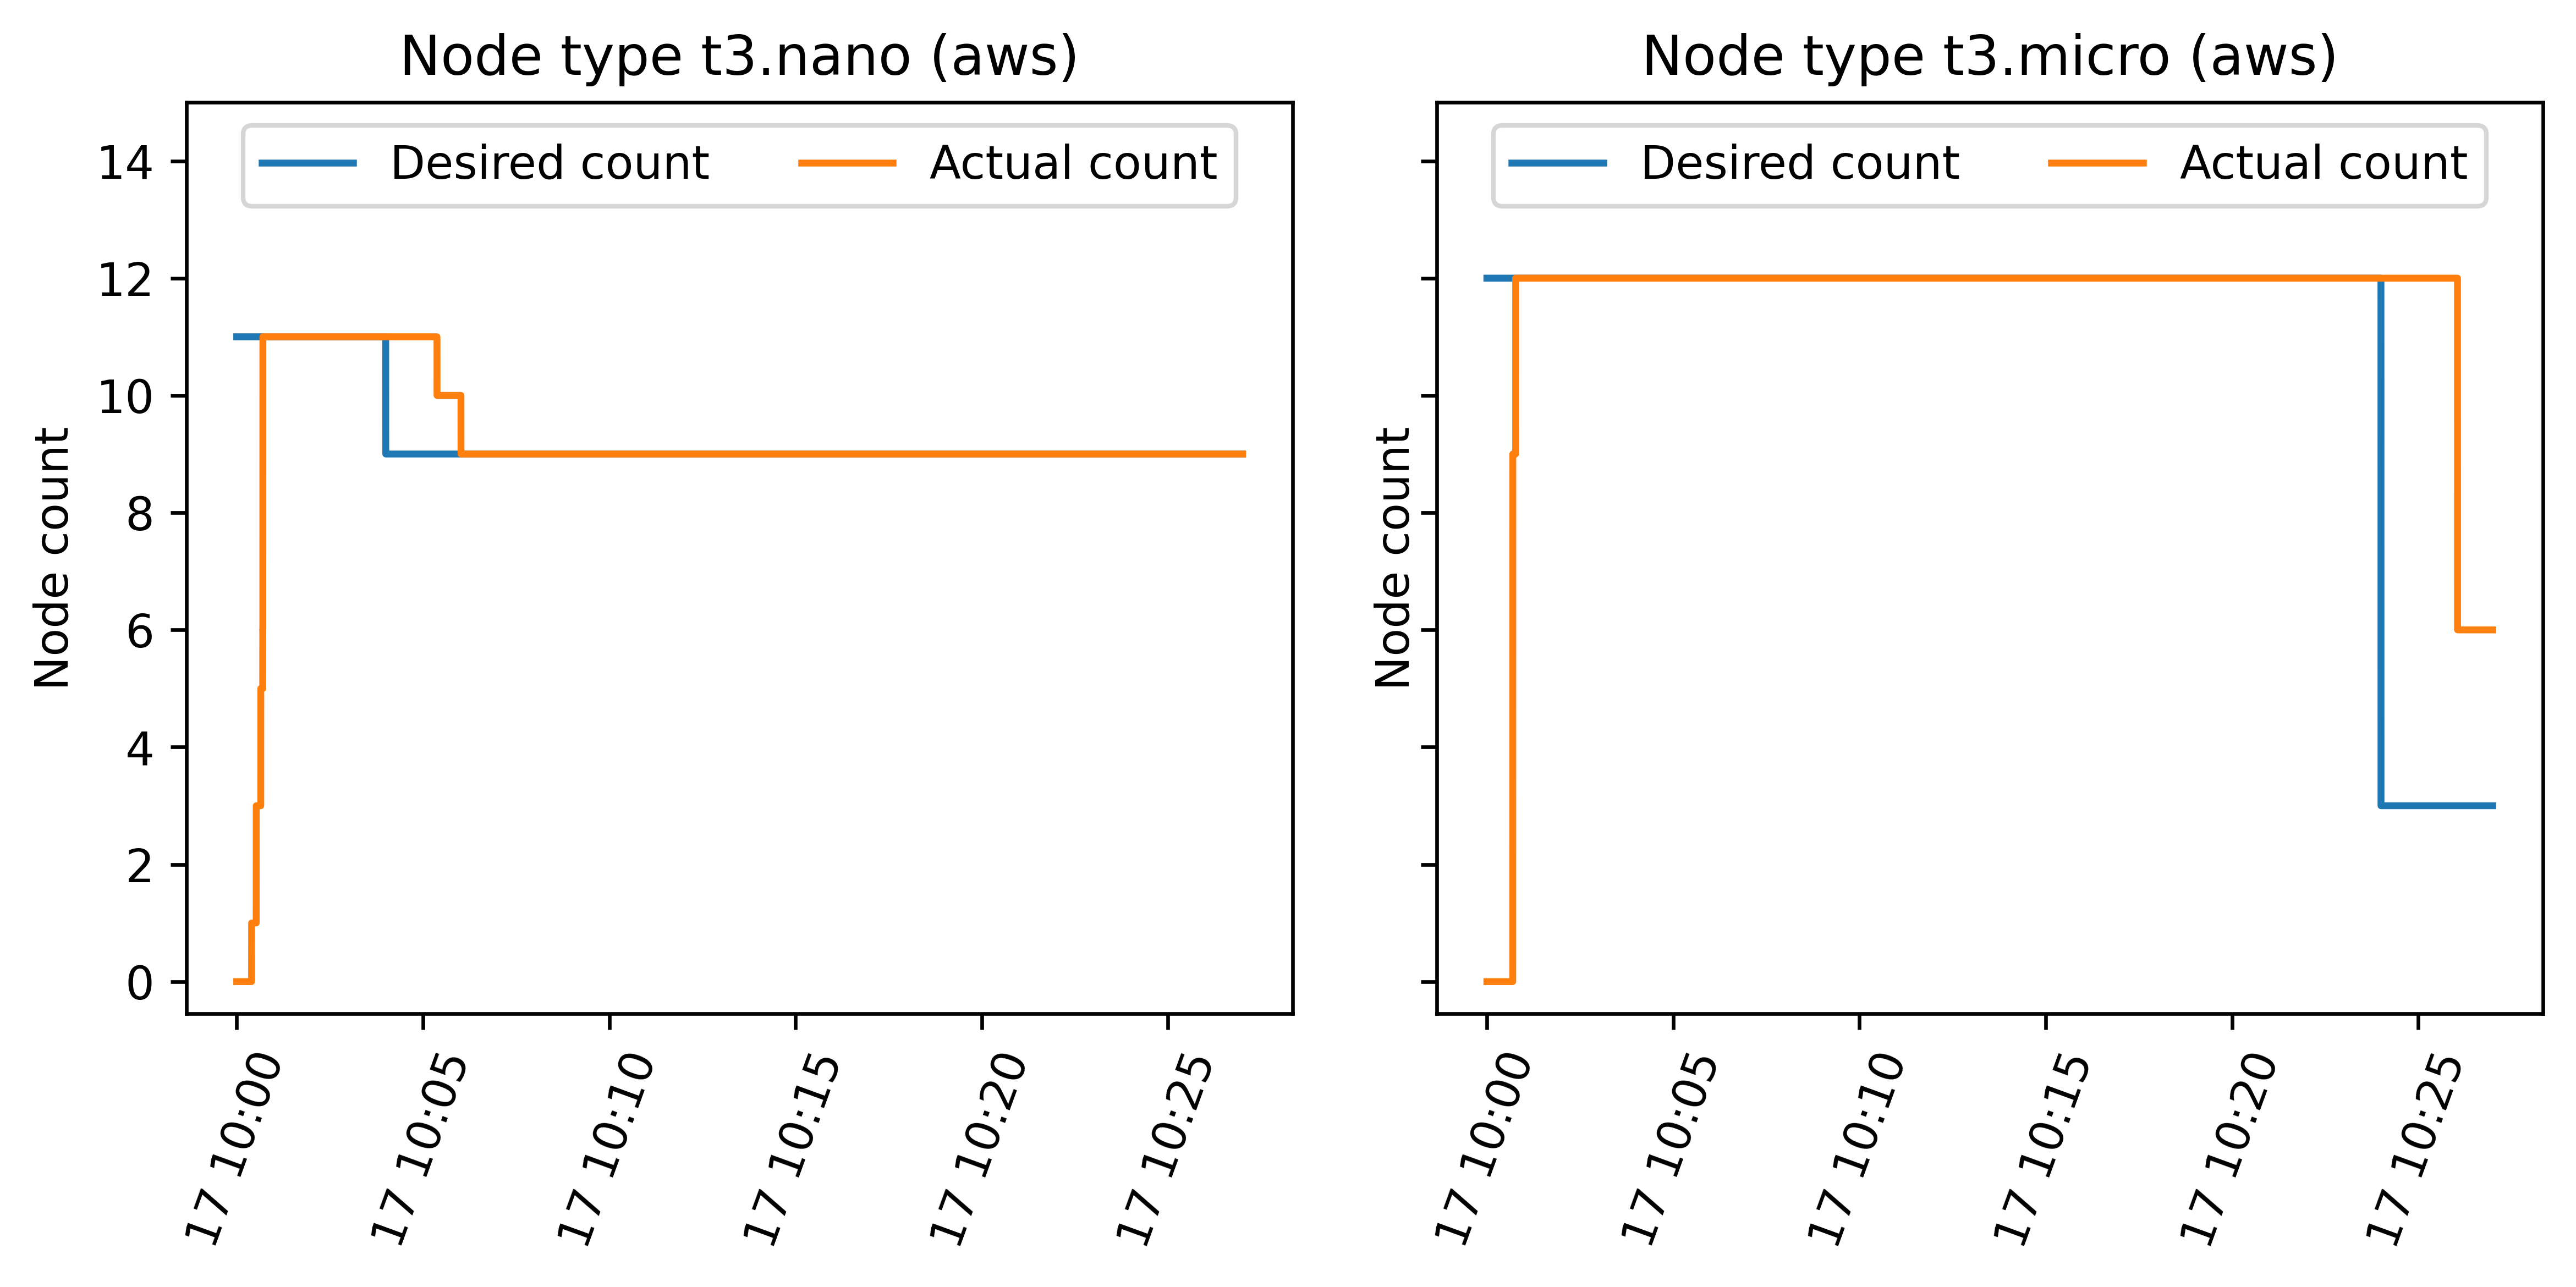 Node type t3.nano (aws)
Desired count
Actual count
Node count
14
12
10
8
6
4
2
0
17 10:00
17 10:05
17 10:10
17 10:15
17 10:20
17 10:25
Node type t3.micro (aws)
Desired count
Actual count
Node count
17 10:00
17 10:05
17 10:10
17 10:15
17 10:20
17 10:25